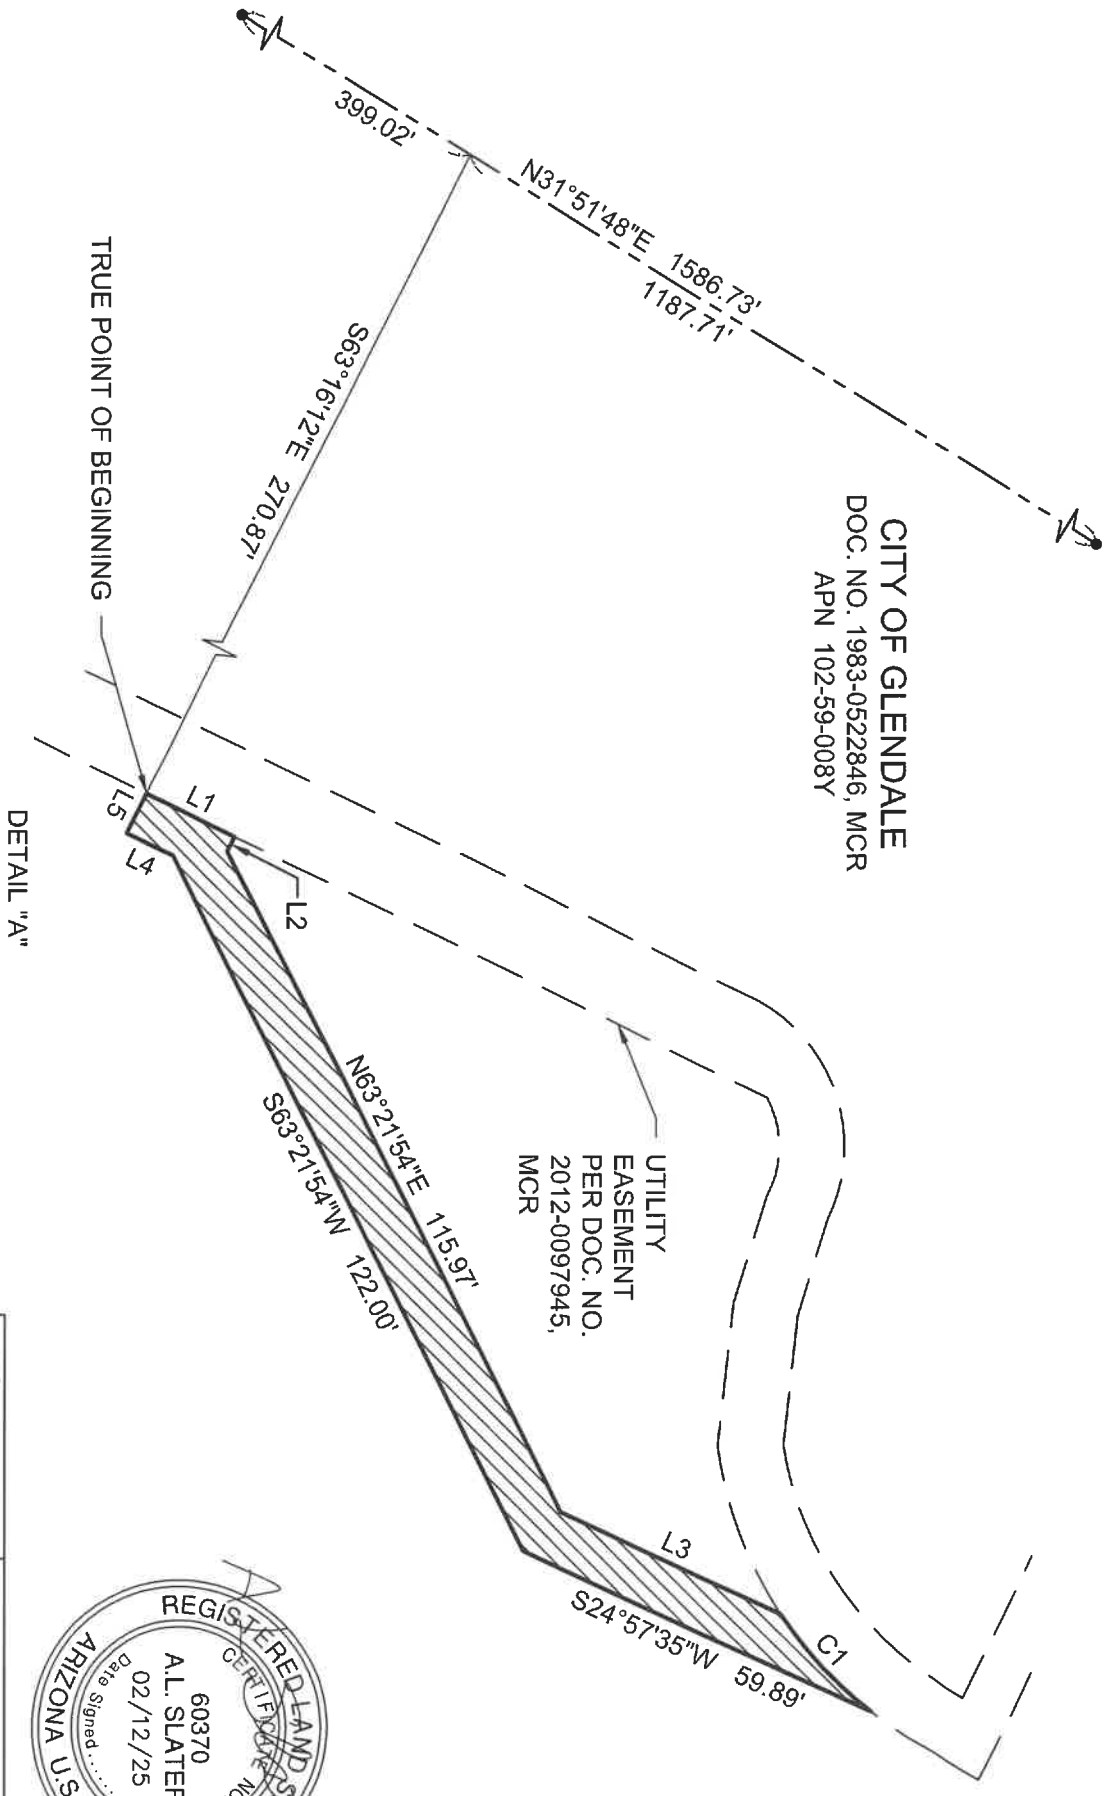 399.02'
N31°51'48"E 1586.73'
1187.71'
CITY OF GLENDALE
DOC. NO. 1983-0522846, MCR
APN 102-59-008Y
S63°16'12"E 270.87'
TRUE POINT OF BEGINNING
L1
L2
L5
L4
UTILITY
EASEMENT
PER DOC. NO.
2012-0097945,
MCR
N63°21'54"E 115.97'
S63°21'54"W 122.00'
L3
C1
S24°57'35"W 59.89'
DETAIL "A"
REGISTERED LAND S
CERTIFICATE NO
60370
A.L. SLATER
02/12/25
Date Signed
ARIZONA U.S.